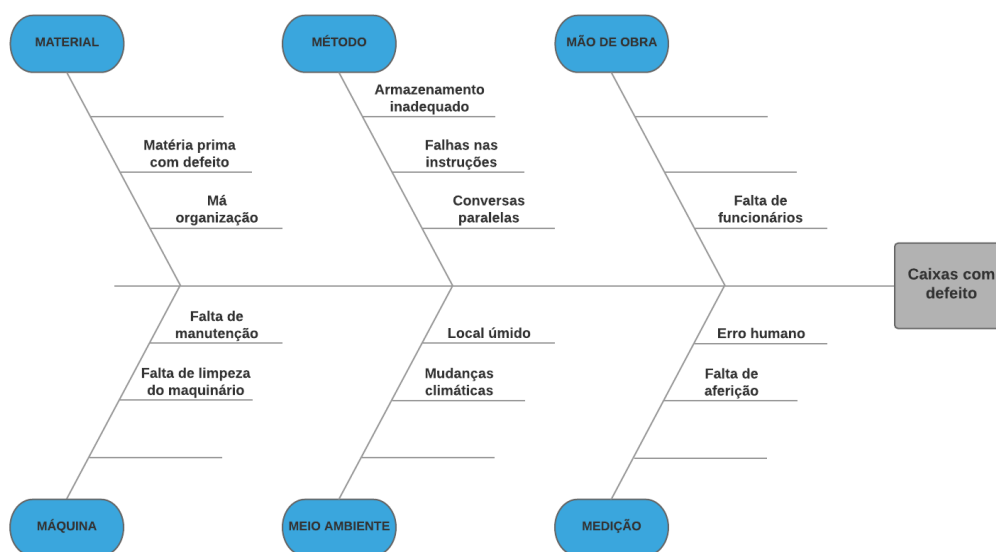 MATERIAL
MÉTODO
MÃO DE OBRA
Armazenamento
inadequado
Matéria prima
com defeito
Falhas nas
instruções
Má
organização
Conversas
paralelas
Falta de
funcionários
Caixas com
defeito
Falta de
manutenção
Local úmido
Erro humano
Falta de limpeza
do maquinário
Mudanças
climáticas
Falta de
aferição
MÁQUINA
MEIO AMBIENTE
MEDIÇÃO